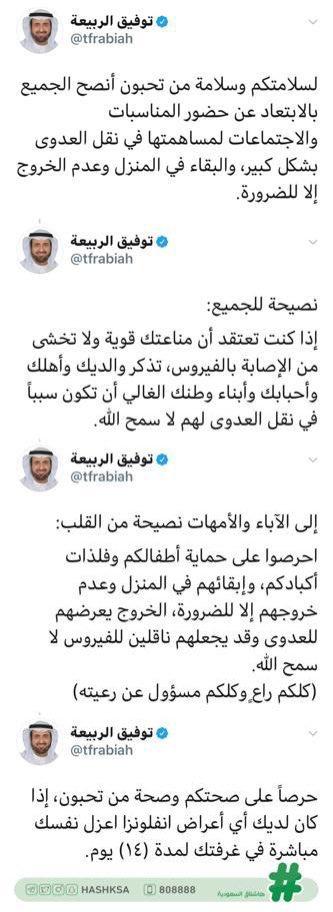 توفيق الربيعة
@tfrabiah
لسلامتكم وسلامة من تحبون أنصح الجميع
بالابتعاد عن حضور المناسبات
والاجتماعات لمساهمتها في نقل العدوى
بشكل كبير، والبقاء في المنزل وعدم الخروج
إلا للضرورة.
توفيق الربيعة
@tfrabiah
نصيحة للجميع:
إذا كنت تعتقد أن مناعتك قوية ولا تخشى
من الإصابة بالفيروس، تذكر والديك وأهلك
وأحبابك وأبناء وطنك الغالي أن تكون سبباً
في نقل العدوى لهم لا سمح الله.
توفيق الربيعة
@tfrabiah
إلى الآباء والأمهات نصيحة من القلب:
احرصوا على حماية أطفالكم وفلذات
أكبادكم، وإبقائهم في المنزل وعدم
خروجهم إلا للضرورة، الخروج يعرضهم
للعدوى وقد يجعلهم ناقلين للفيروس لا
سمح الله.
(كلكم راعٍ وكلكم مسؤول عن رعيته)
توفيق الربيعة
@tfrabiah
حرصاً على صحتكم وصحة من تحبون، إذا
كان لديك أي أعراض انفلونزا اعزل نفسك
مباشرة في غرفتك لمدة (١٤) يوم.
HASHKSA 808888 هاشتاق السعودية